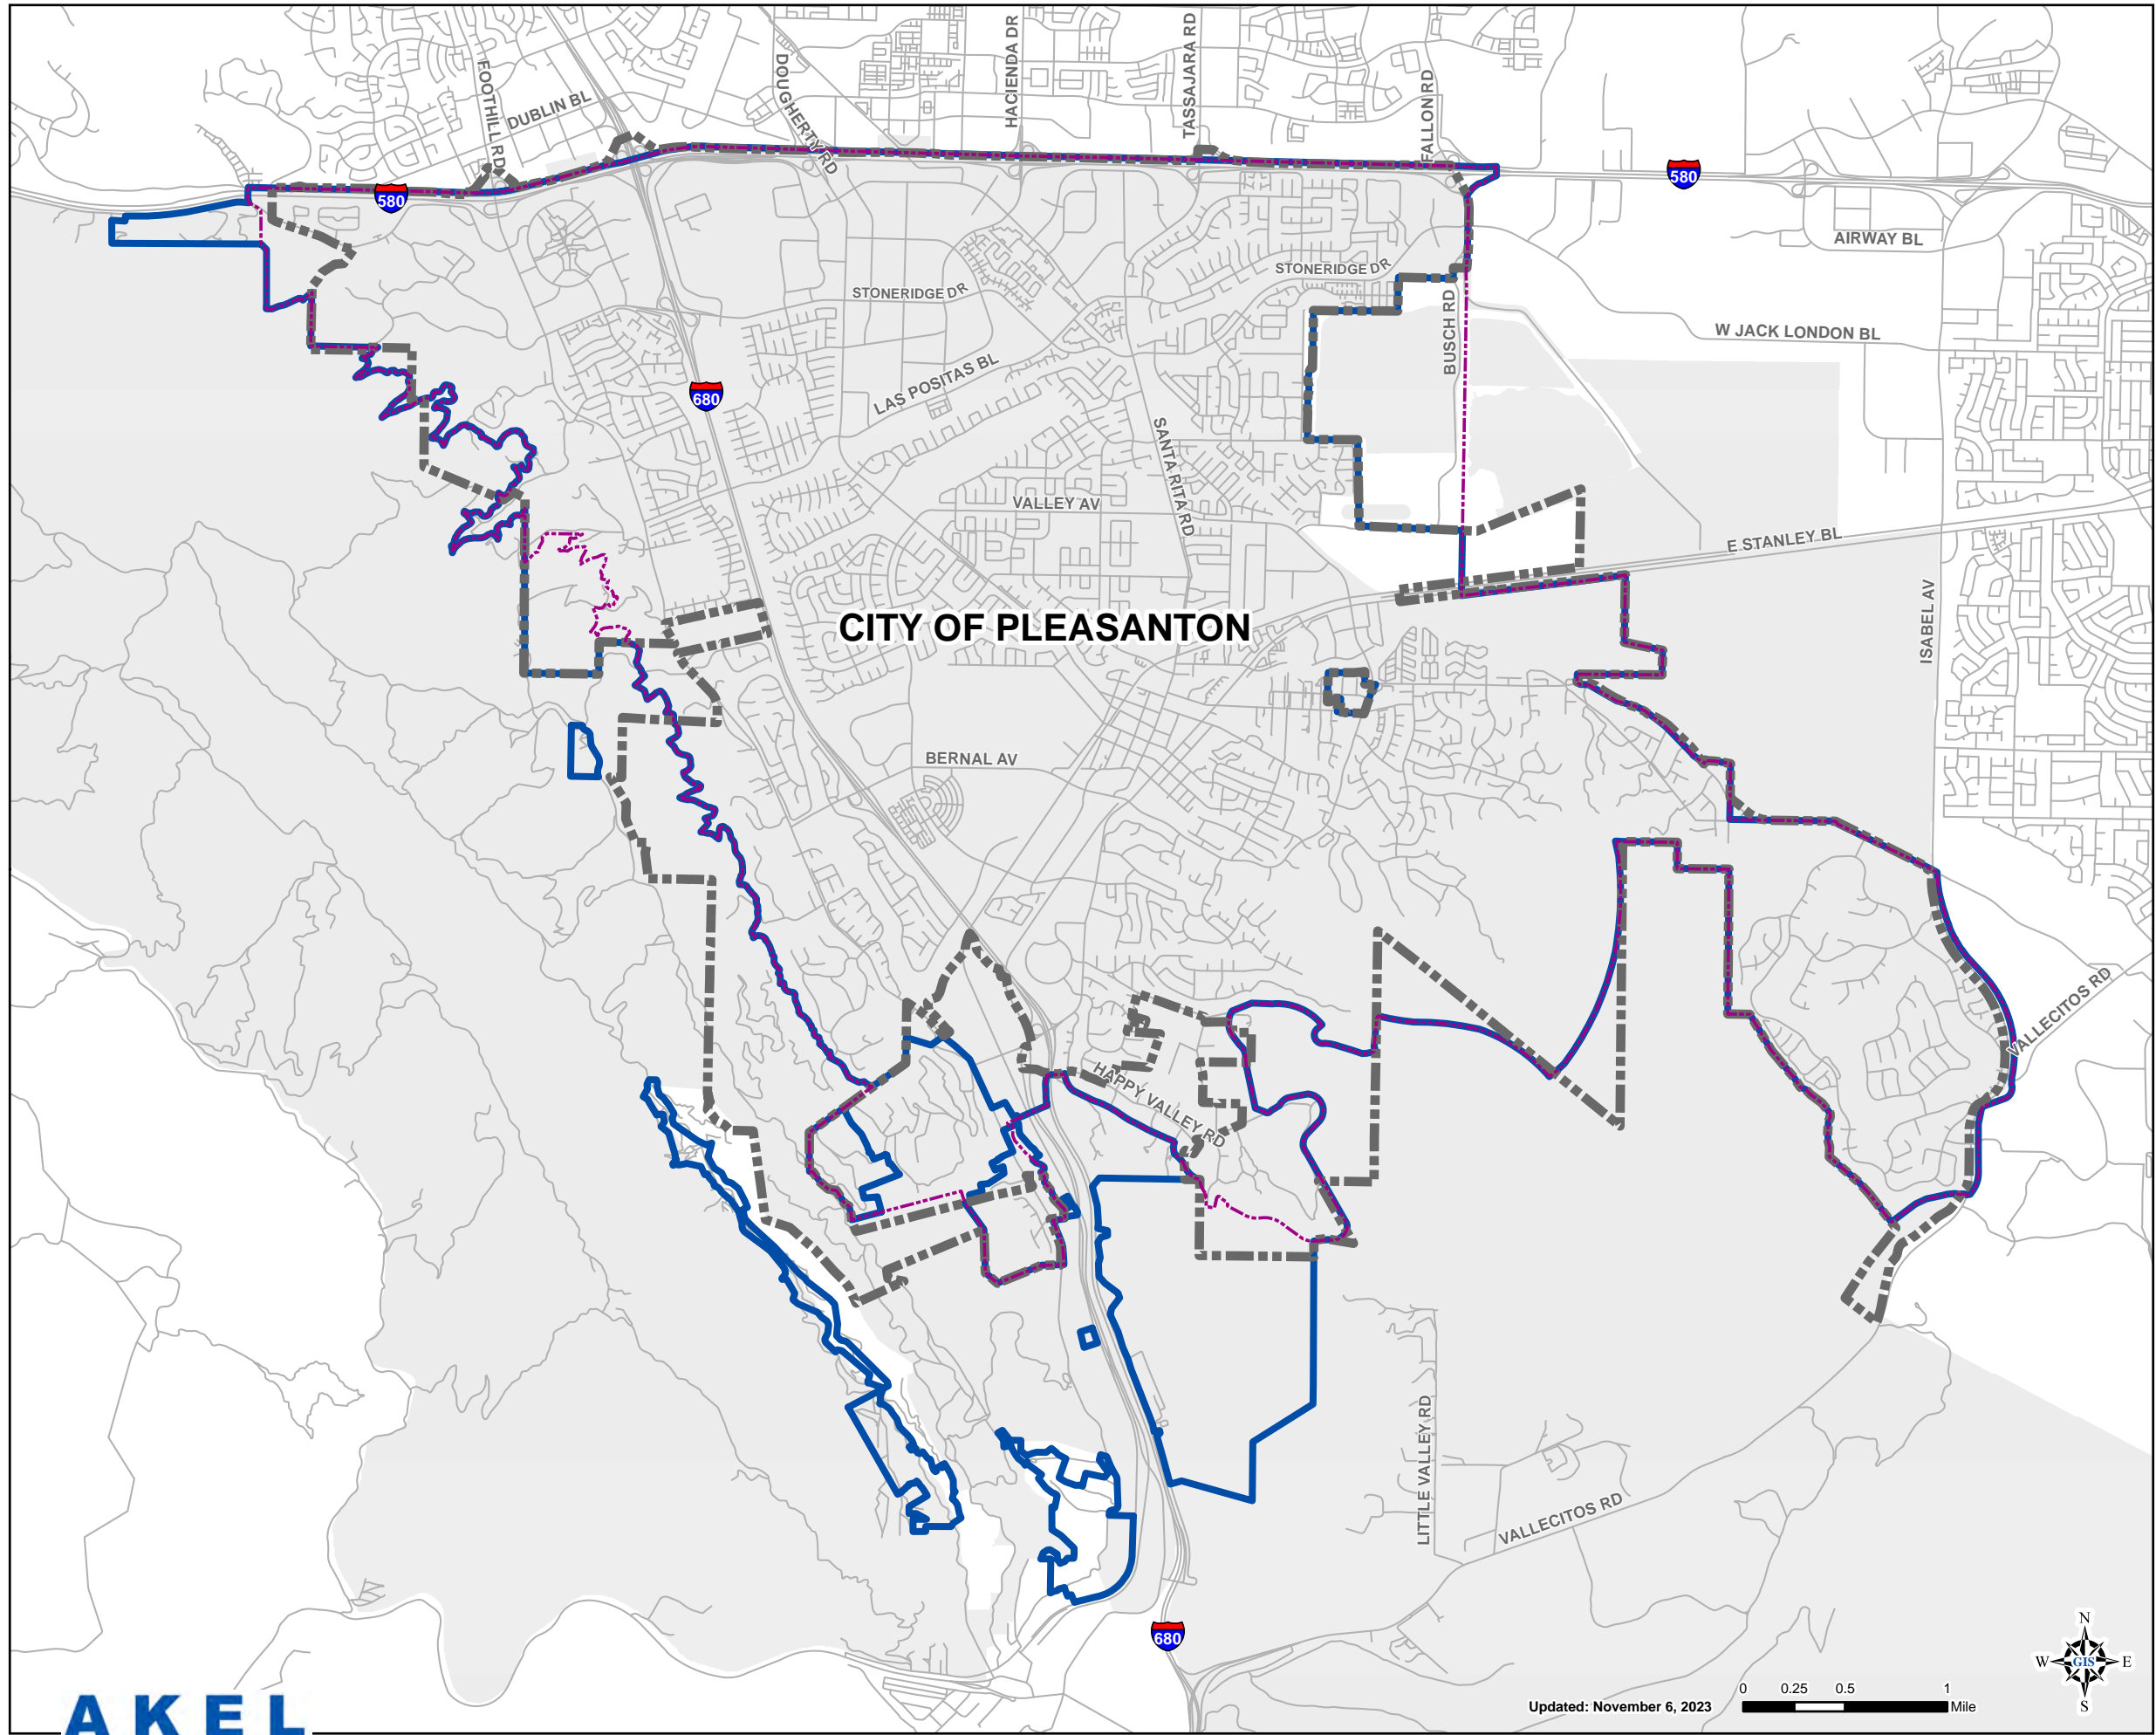 FOOTHILL RD
DUBLIN BL
DOUGHERTY RD
HACIENDA DR
TASSAJARA RD
FALLON RD
580
580
AIRWAY BL
STONERIDGE DR
STONERIDGE DR
BUSCH RD
W JACK LONDON BL
680
LAS POSITAS BL
SANTA RITA RD
VALLEY AV
E STANLEY BL
ISABEL AV
CITY OF PLEASANTON
BERNAL AV
VALLECITOS RD
HAPPY VALLEY RD
LITTLE VALLEY RD
VALLECITOS RD
680
N
W GIS E
S
0 0.25 0.5 1
Updated: November 6, 2023
Mile
AKEL